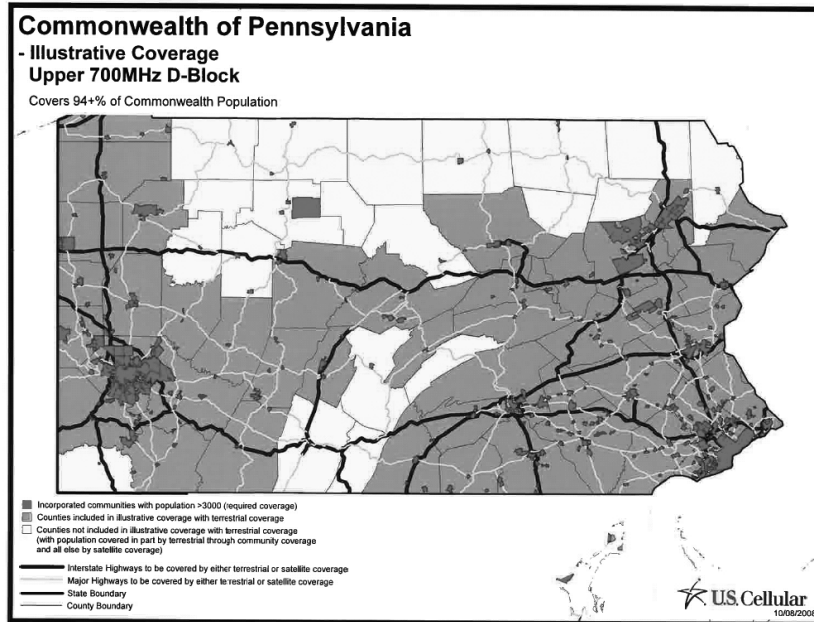 Commonwealth of Pennsylvania
- Illustrative Coverage
Upper 700MHz D-Block
Covers 94+% of Commonwealth Population
Incorporated communities with population >3000 (required coverage)
Counties included in illustrative coverage with terrestrial coverage
Counties not included in illustrative coverage with terrestrial coverage
(with population covered in part by terrestrial through community coverage
and all else by satellite coverage)
Interstate Highways to be covered by either terrestrial or satellite coverage
Major Highways to be covered by either terrestrial or satellite coverage
State Boundary
County Boundary
U.S. Cellular
10/08/2008